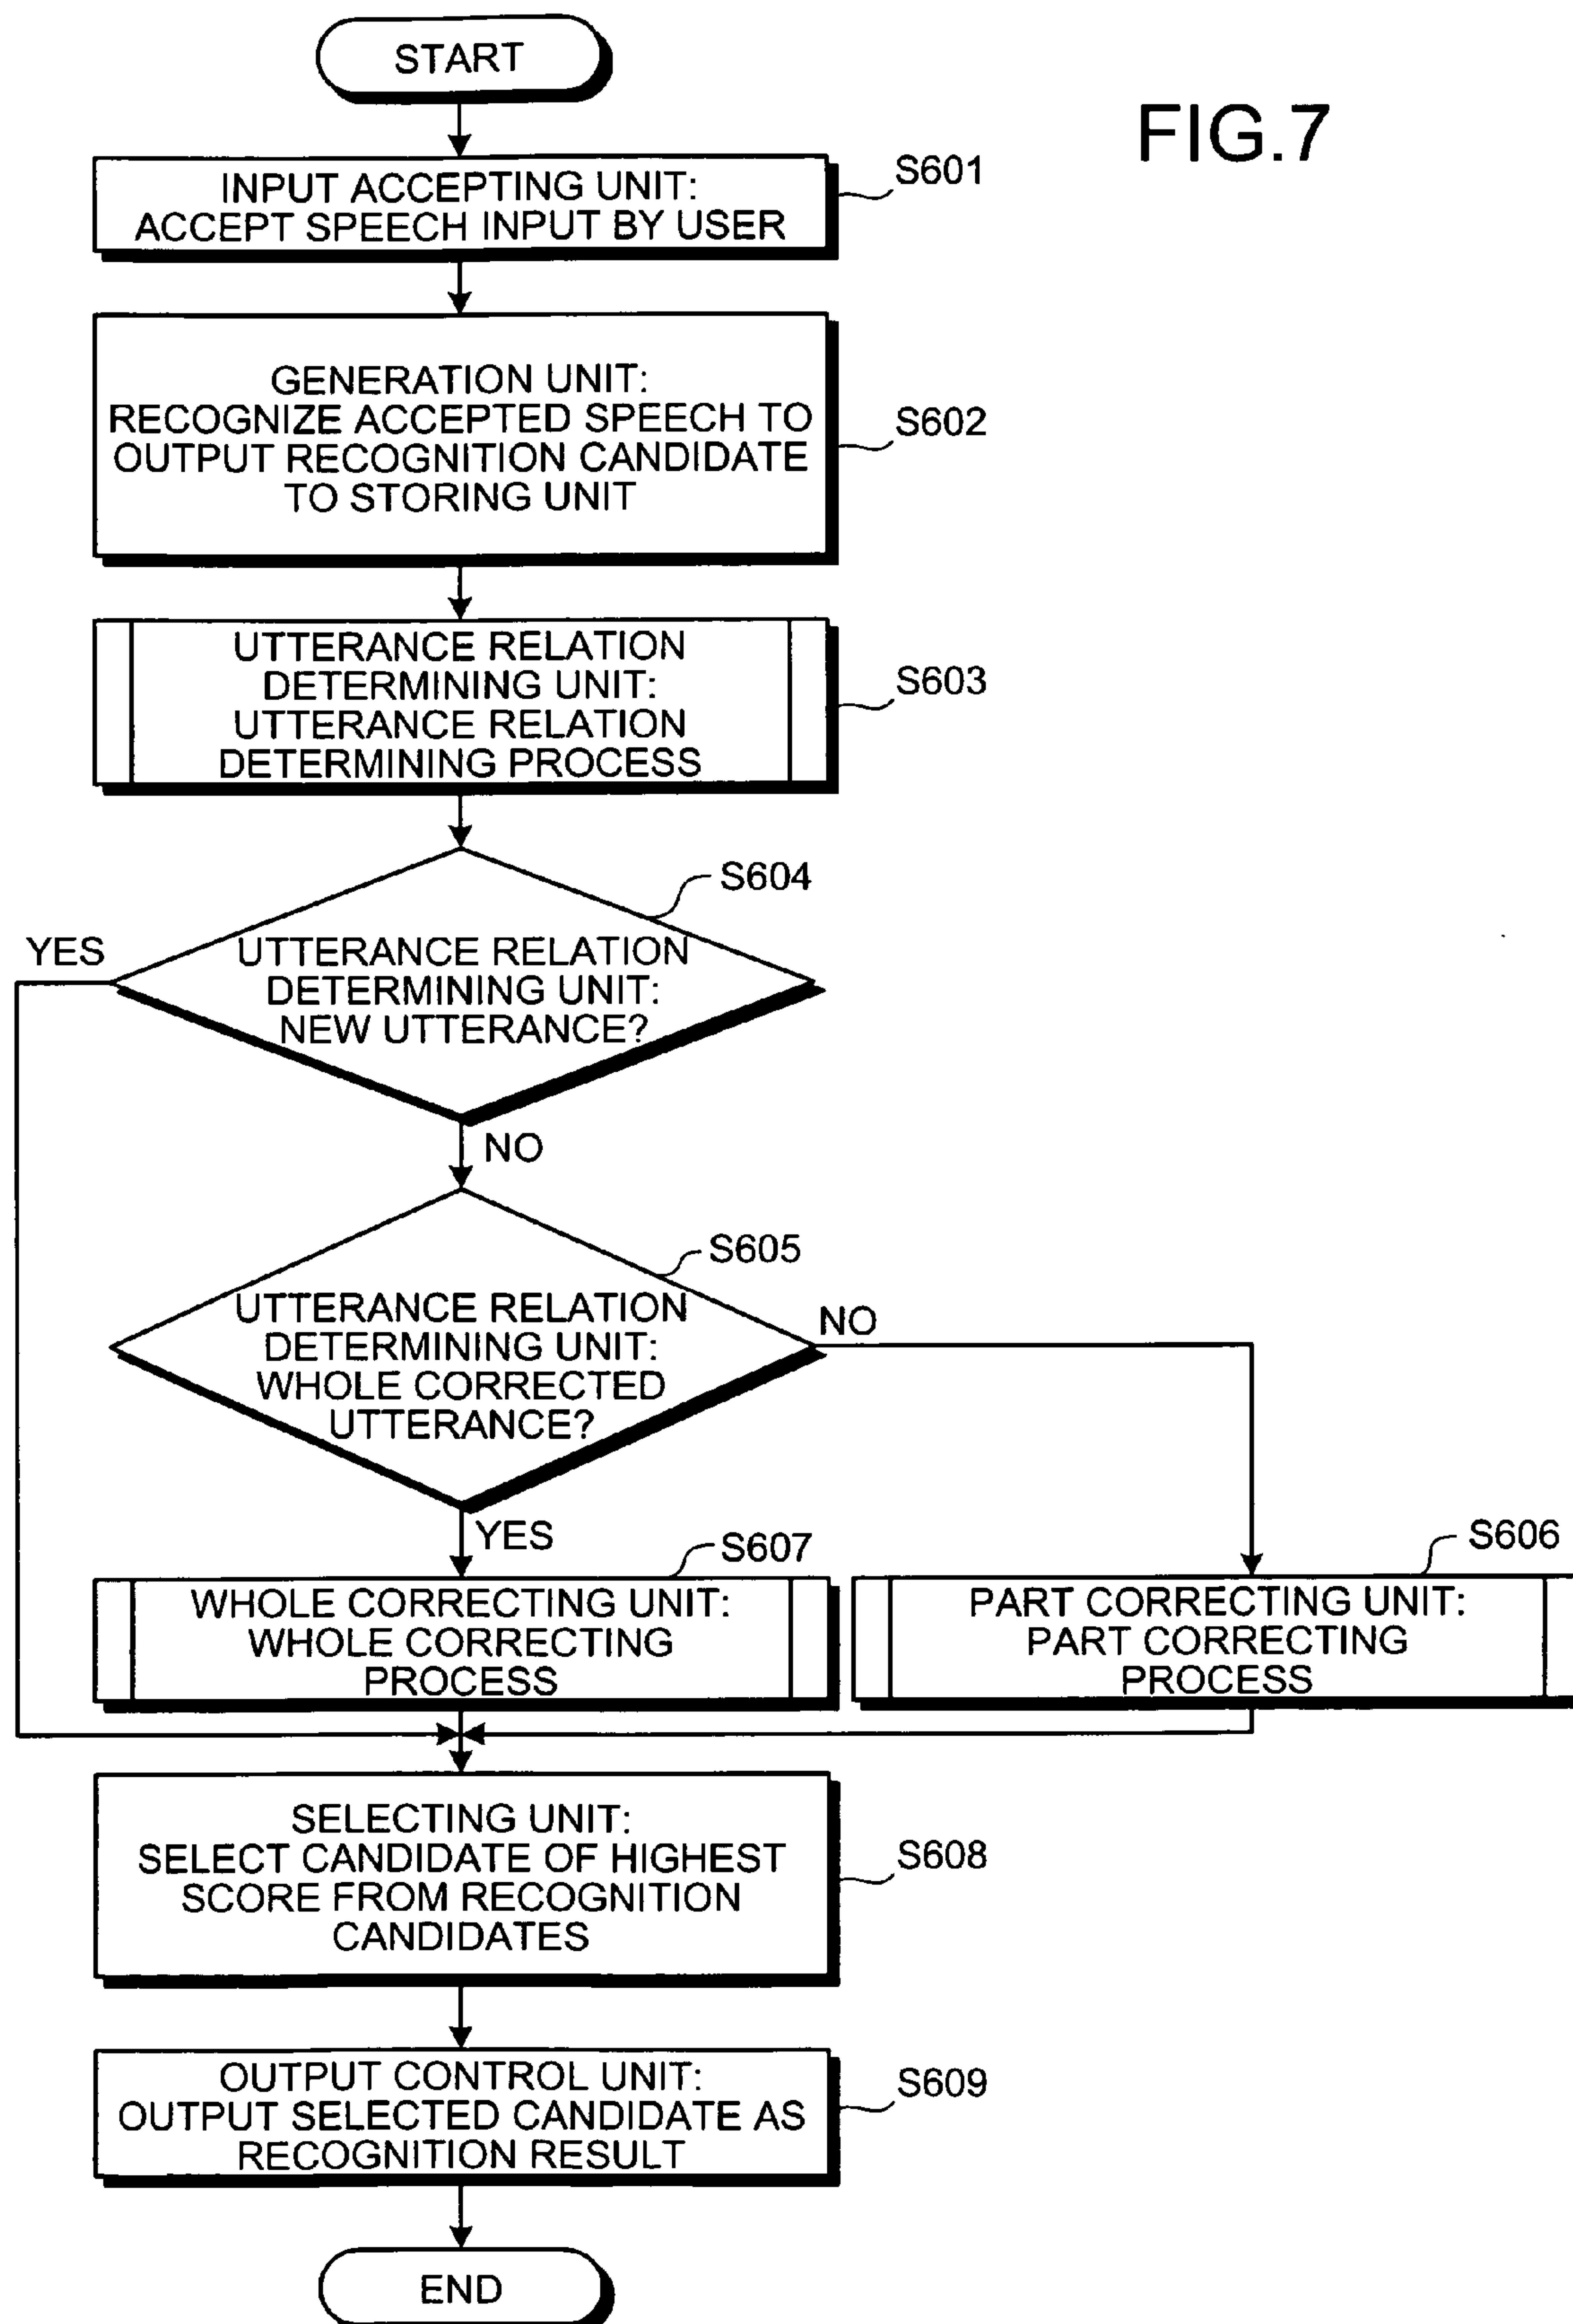 START
FIG.7
INPUT ACCEPTING UNIT:
ACCEPT SPEECH INPUT BY USER
S601
GENERATION UNIT:
RECOGNIZE ACCEPTED SPEECH TO
OUTPUT RECOGNITION CANDIDATE
TO STORING UNIT
S602
UTTERANCE RELATION
DETERMINING UNIT:
UTTERANCE RELATION
DETERMINING PROCESS
S603
S604
YES
UTTERANCE RELATION
DETERMINING UNIT:
NEW UTTERANCE?
NO
S605
UTTERANCE RELATION
DETERMINING UNIT:
WHOLE CORRECTED
UTTERANCE?
NO
YES
S607
WHOLE CORRECTING UNIT:
WHOLE CORRECTING
PROCESS
S606
PART CORRECTING UNIT:
PART CORRECTING
PROCESS
SELECTING UNIT:
SELECT CANDIDATE OF HIGHEST
SCORE FROM RECOGNITION
CANDIDATES
S608
OUTPUT CONTROL UNIT:
OUTPUT SELECTED CANDIDATE AS
RECOGNITION RESULT
S609
END